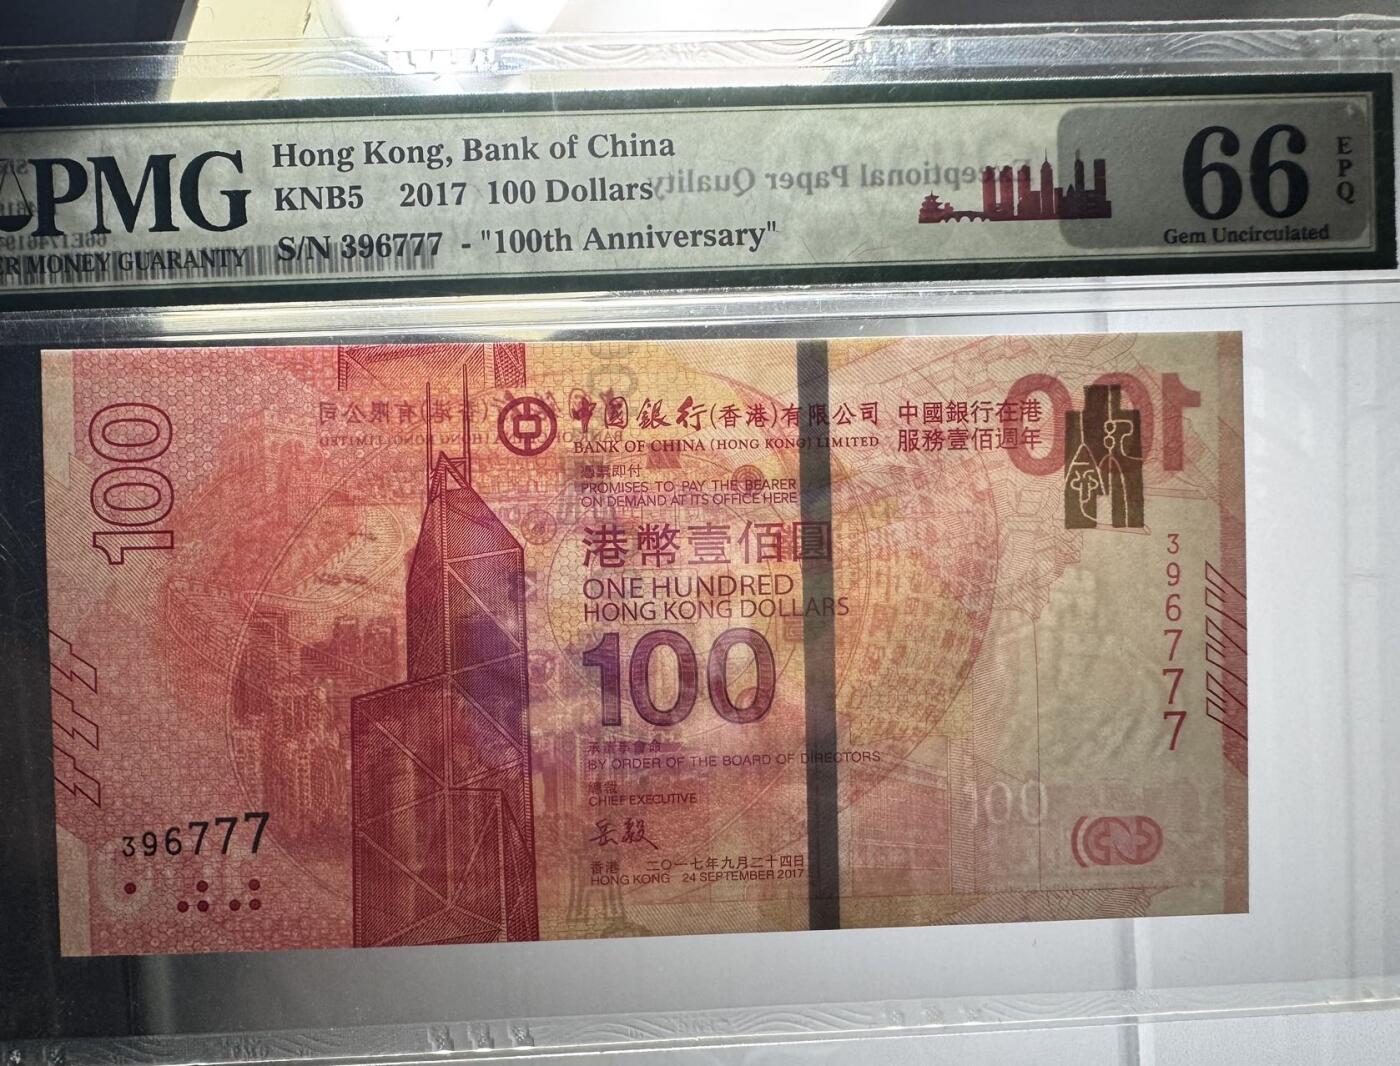 PMG
Hong Kong, Bank of China
KNB5 2017 100 Dollars
S/N 396777 - "100th Anniversary"
Exceptional Paper Quality
66
EPQ
Gem Uncirculated
ER MONEY GUARANTY
100
中國銀行(香港)有限公司
BANK OF CHINA (HONG KONG) LIMITED
中國銀行在港
服務壹佰週年
100
憑票即付
PROMISES TO PAY THE BEARER
ON DEMAND AT ITS OFFICE HERE
港幣壹佰圓
ONE HUNDRED
HONG KONG DOLLARS
100
396777
承董事會命
BY ORDER OF THE BOARD OF DIRECTORS
總裁
CHIEF EXECUTIVE
岳毅
香港 二〇一七年九月二十四日
HONG KONG 24 SEPTEMBER 2017
396777
100